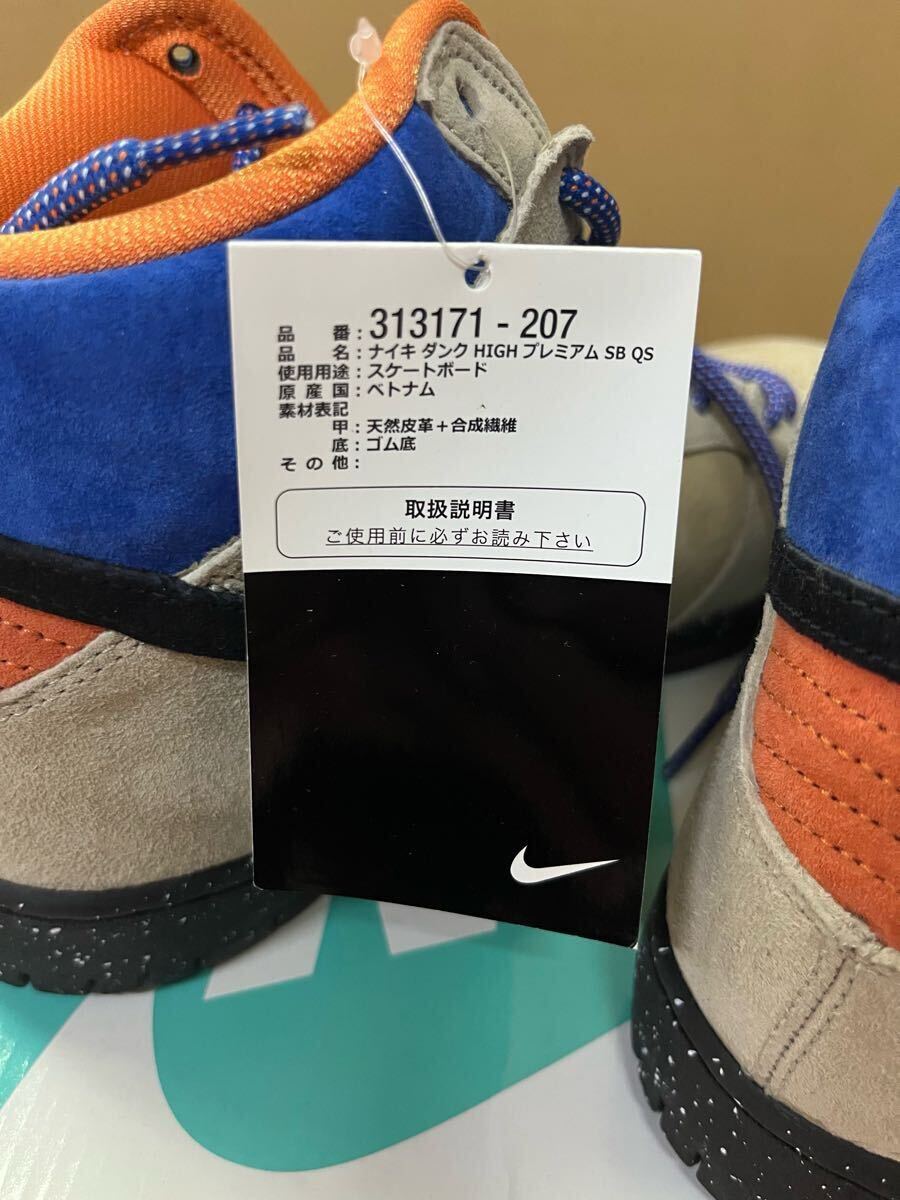 品番:313171 - 207
品名:ナイキ ダンク HIGH プレミアム SB QS
使用用途:スケートボード
原産国:ベトナム
素材表記
甲:天然皮革+合成繊維
底:ゴム底
その他:
取扱説明書
ご使用前に必ずお読み下さい